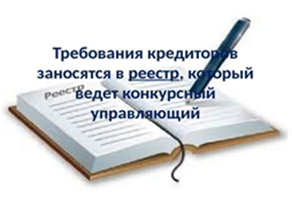 Требования кредиторов
заносятся в реестр, который
ведет конкурсный
управляющий
Реестр